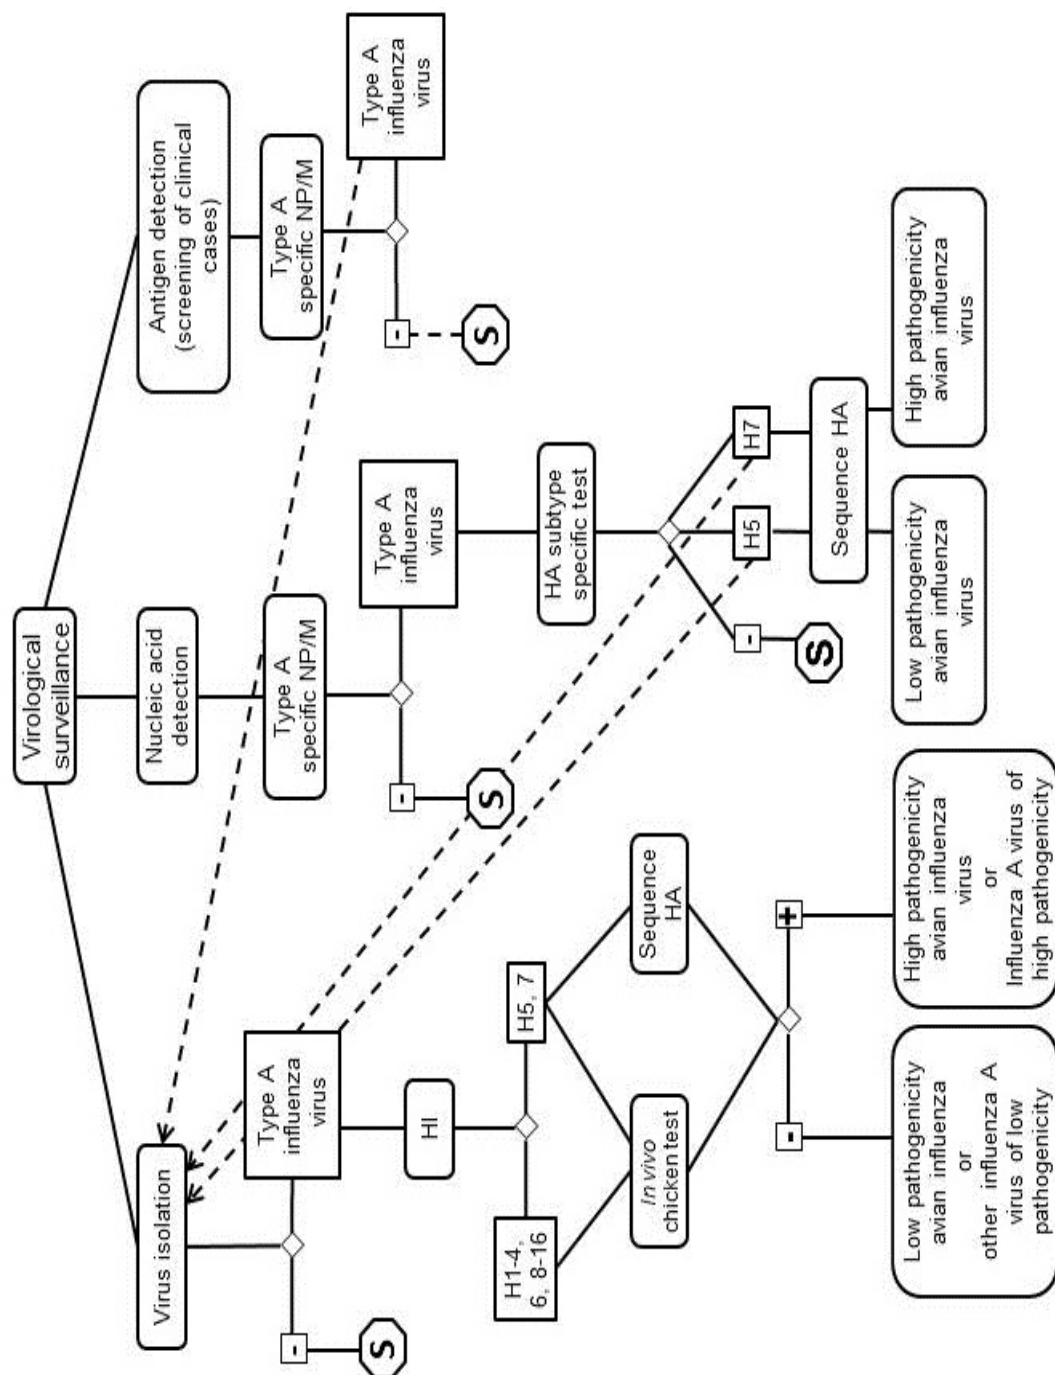 Virological
surveillance
Virus isolation
Nucleic acid
detection
Antigen detection
(screening of clinical
cases)
Type A
influenza
virus
-
S
Type A
specific NP/M
Type A
specific NP/M
Type A
influenza
virus
-
S
Type A
influenza
virus
-
S
HI
HA subtype
specific test
H1-4,
6, 8-16
H5, 7
-
S
H5
H7
In vivo
chicken test
Sequence
HA
Sequence HA
-
+
Low pathogenicity
avian influenza
or
other influenza A
virus of low
pathogenicity
High pathogenicity
avian influenza
virus
or
Influenza A virus of
high pathogenicity
Low pathogenicity
avian influenza
virus
High pathogenicity
avian influenza
virus